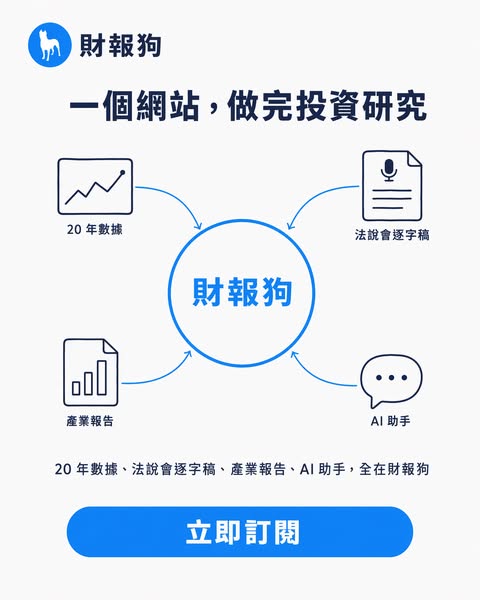 財報狗
一個網站，做完投資研究
20 年數據
法說會逐字稿
財報狗
產業報告
AI 助手
20 年數據、法說會逐字稿、產業報告、AI 助手，全在財報狗
立即訂閱